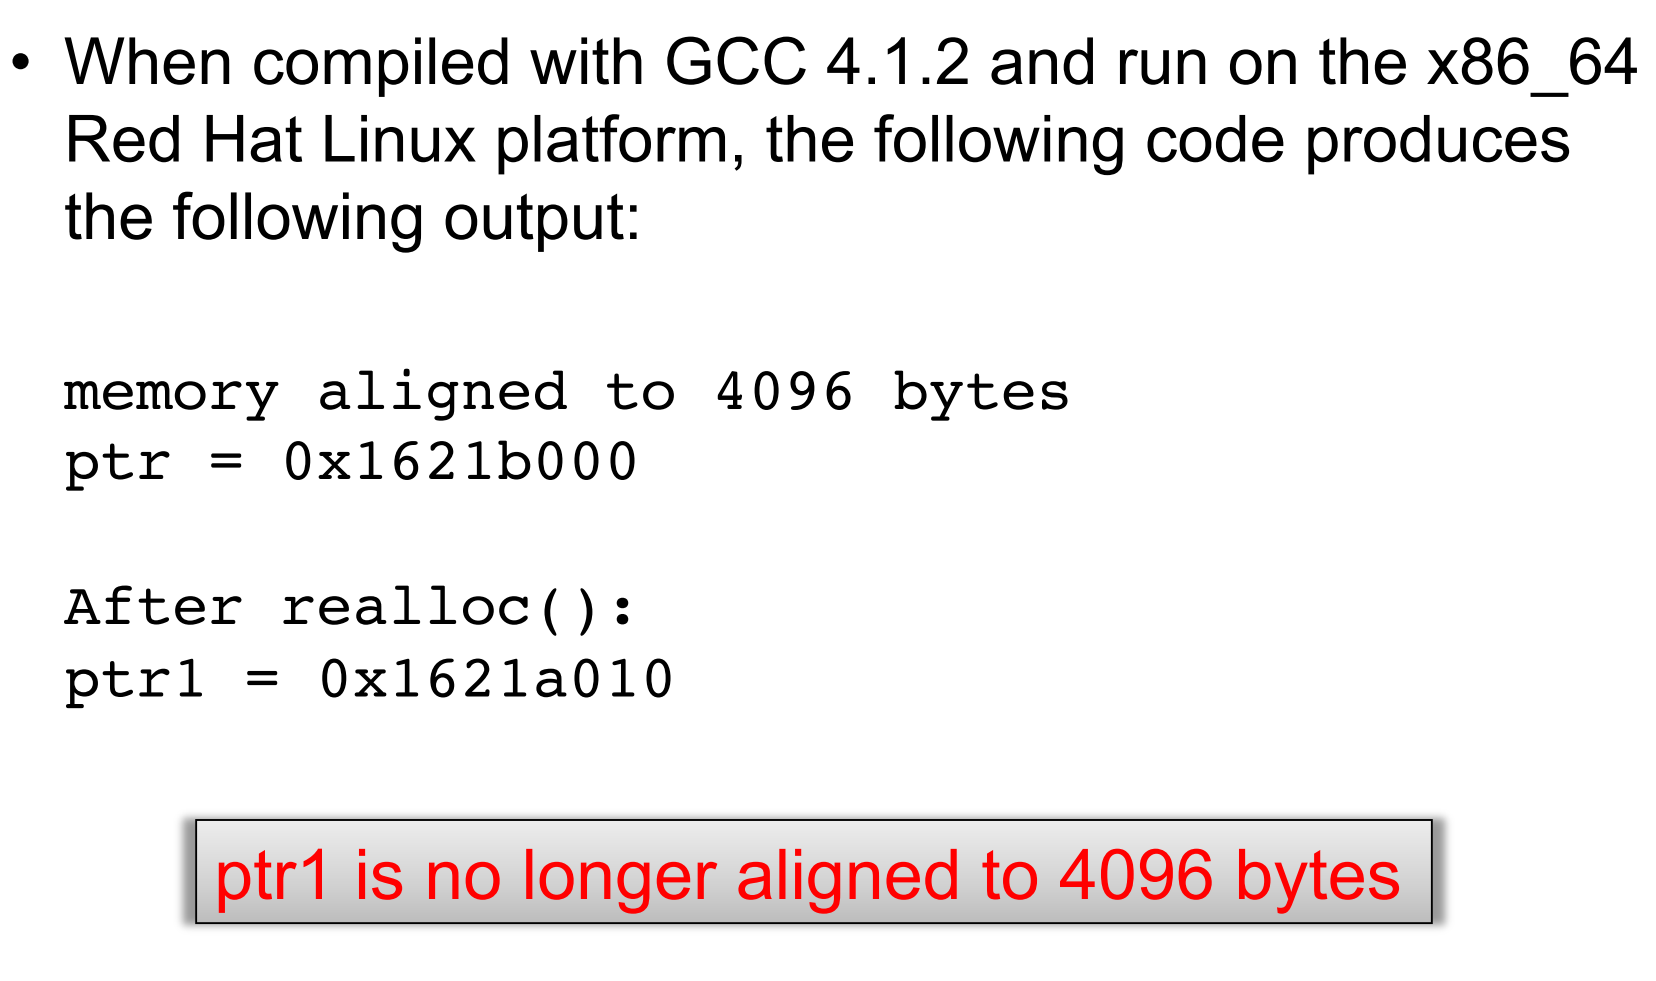 • When compiled with GCC 4.1.2 and run on the x86_64
Red Hat Linux platform, the following code produces
the following output:
memory aligned to 4096 bytes
ptr = 0x1621b000
After realloc():
ptr1 = 0x1621a010
ptr1 is no longer aligned to 4096 bytes